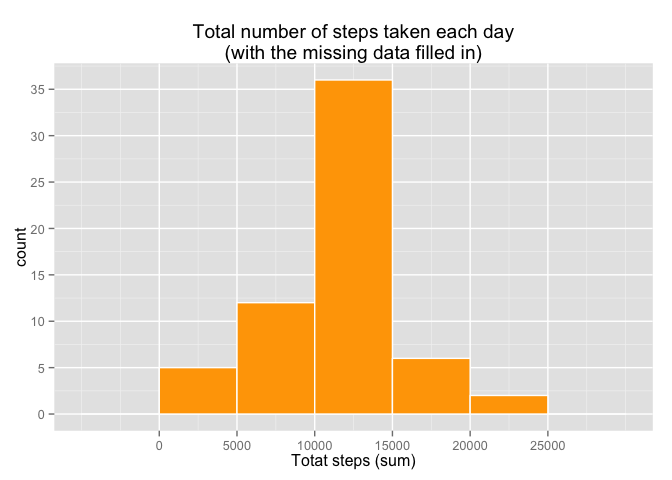 Total number of steps taken each day
(with the missing data filled in)
35
30
25
20
15
10
5
0
count
0 5000 10000 15000 20000 25000
Totat steps (sum)